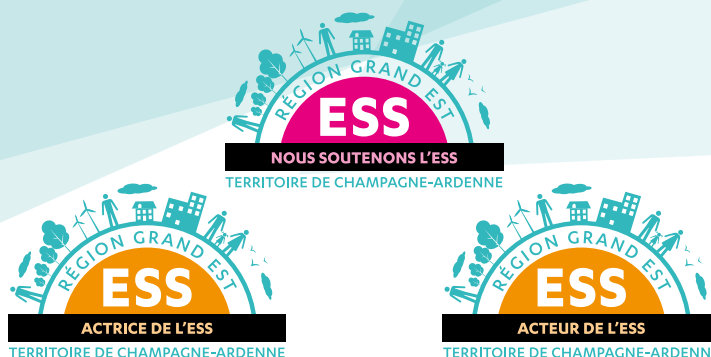 RÉGION GRAND EST
ESS
NOUS SOUTENONS L'ESS
TERRITOIRE DE CHAMPAGNE-ARDENNE
RÉGION GRAND EST
ESS
ACTRICE DE L'ESS
TERRITOIRE DE CHAMPAGNE-ARDENNE
RÉGION GRAND EST
ESS
ACTEUR DE L'ESS
TERRITOIRE DE CHAMPAGNE-ARDENN